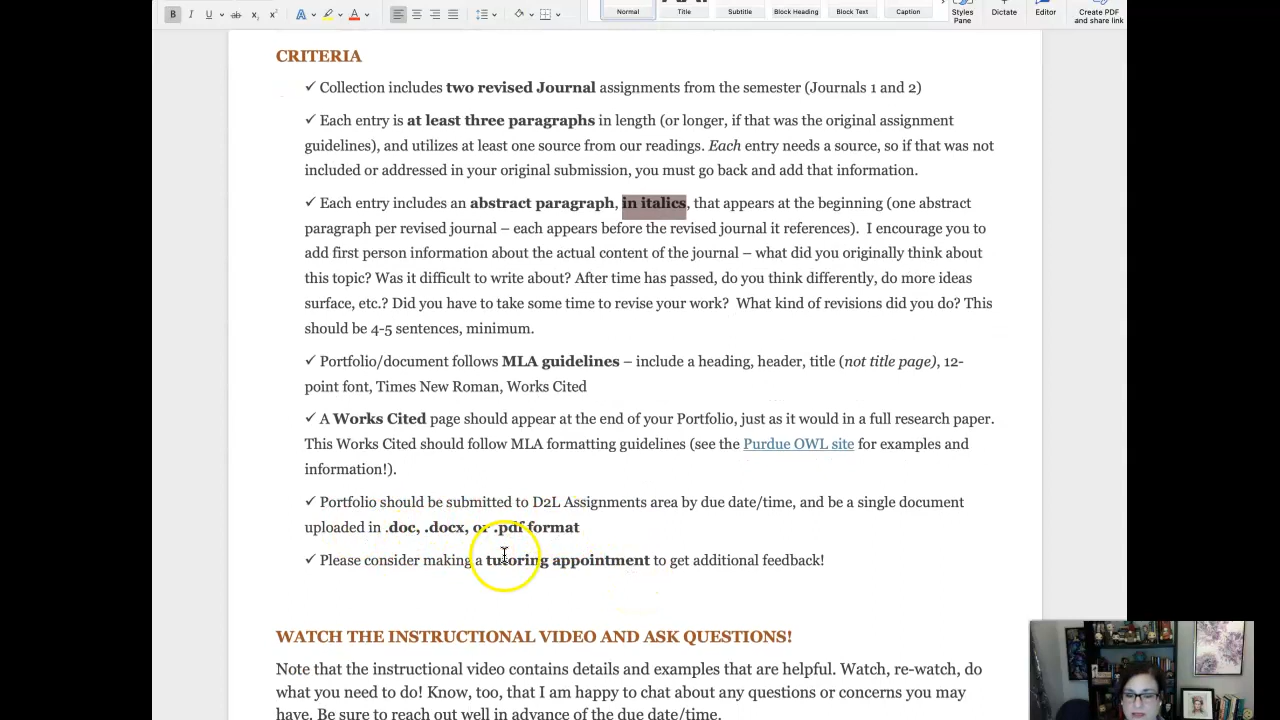 B I U ab x₂ x² A A
Normal Title Subtitle Block Heading Block Text Caption Styles Pane Dictate Editor Create PDF and share link
CRITERIA
✓ Collection includes two revised Journal assignments from the semester (Journals 1 and 2)
✓ Each entry is at least three paragraphs in length (or longer, if that was the original assignment
guidelines), and utilizes at least one source from our readings. Each entry needs a source, so if that was not
included or addressed in your original submission, you must go back and add that information.
✓ Each entry includes an abstract paragraph, in italics, that appears at the beginning (one abstract
paragraph per revised journal – each appears before the revised journal it references).  I encourage you to
add first person information about the actual content of the journal – what did you originally think about
this topic? Was it difficult to write about? After time has passed, do you think differently, do more ideas
surface, etc.? Did you have to take some time to revise your work?  What kind of revisions did you do? This
should be 4-5 sentences, minimum.
✓ Portfolio/document follows MLA guidelines – include a heading, header, title (not title page), 12-
point font, Times New Roman, Works Cited
✓ A Works Cited page should appear at the end of your Portfolio, just as it would in a full research paper.
This Works Cited should follow MLA formatting guidelines (see the Purdue OWL site for examples and
information!).
✓ Portfolio should be submitted to D2L Assignments area by due date/time, and be a single document
uploaded in .doc, .docx, or .pdf format
✓ Please consider making a tutoring appointment to get additional feedback!
WATCH THE INSTRUCTIONAL VIDEO AND ASK QUESTIONS!
Note that the instructional video contains details and examples that are helpful. Watch, re-watch, do
what you need to do! Know, too, that I am happy to chat about any questions or concerns you may
have. Be sure to reach out well in advance of the due date/time.